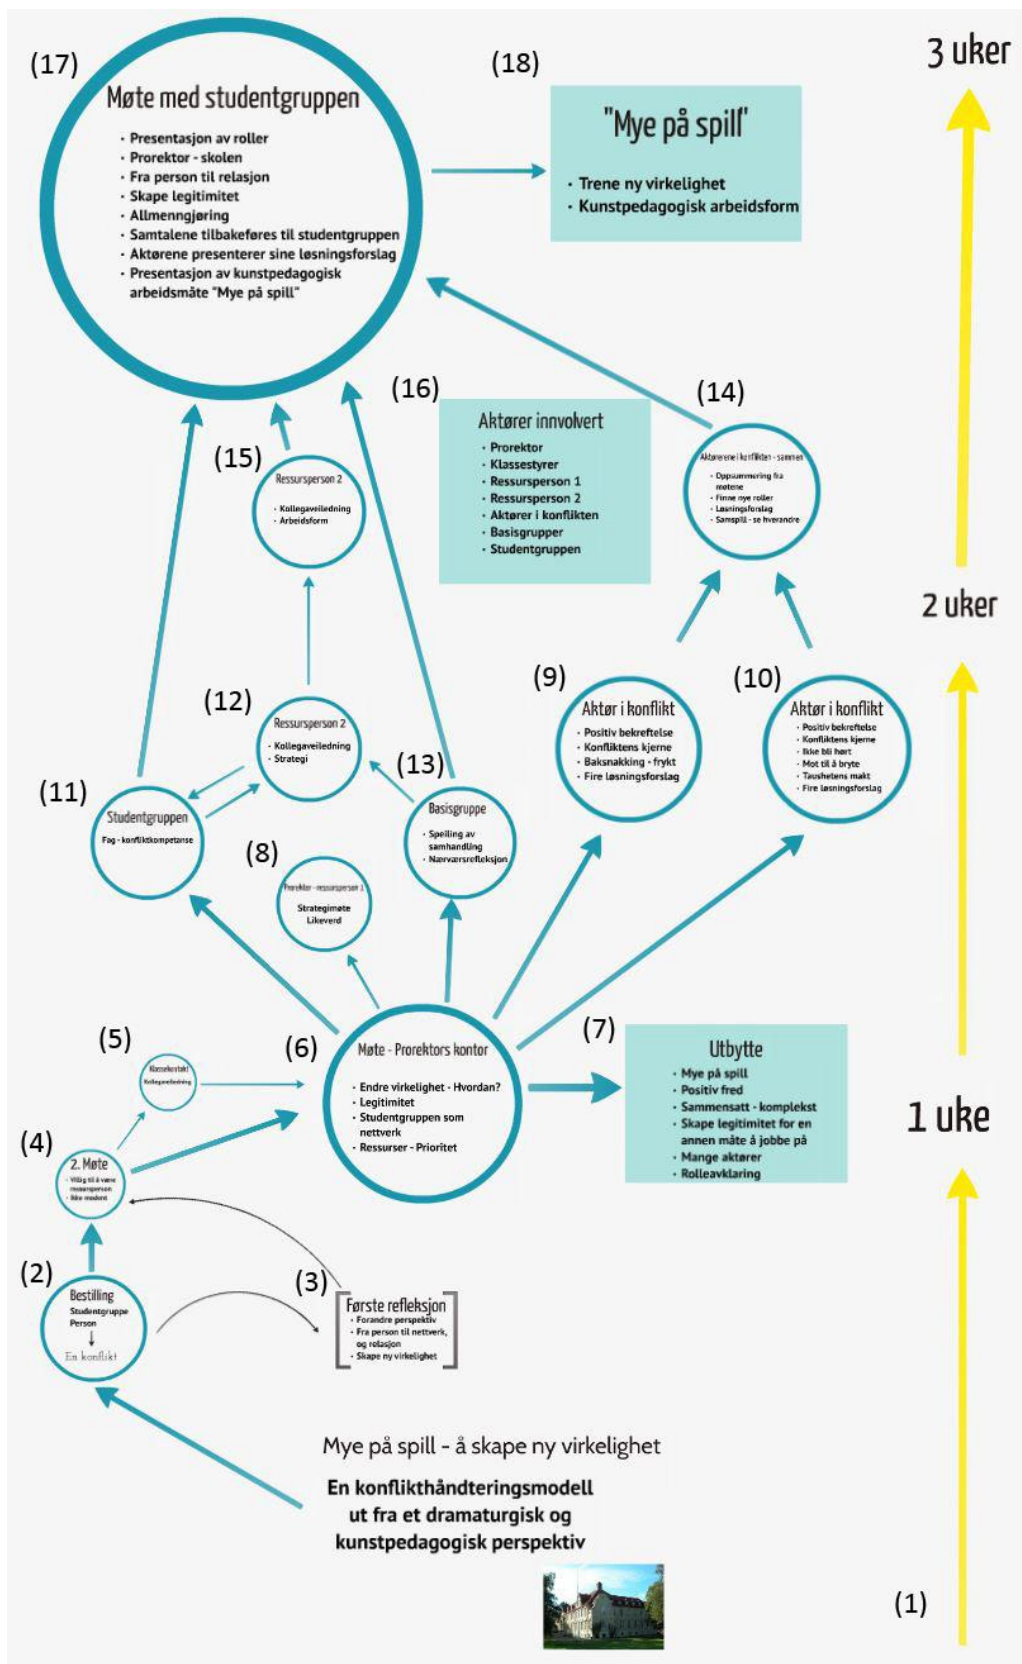 (17)
Møte med studentgruppen
· Presentasjon av roller
· Prorektor - skolen
· Fra person til relasjon
· Skape legitimitet
· Allmenngjøring
· Samtalene tilbakeføres til studentgruppen
· Aktørene presenterer sine løsningsforslag
· Presentasjon av kunstpedagogisk
arbeidsmåte "Mye på spill"
(18)
"Mye på spill"
· Trene ny virkelighet
· Kunstpedagogisk arbeidsform
3 uker
(16)
Aktører innvolvert
· Prorektor
· Klassestyrer
· Ressursperson 1
· Ressursperson 2
· Aktører i konflikten
· Basisgrupper
· Studentgruppen
(14)
Aktørerene i konflikten - sammen
· Oppsummering fra
møtene
· Finne nye roller
· Løsningsforslag
· Samspill - se hverandre
(15)
Ressursperson 2
· Kollegaveiledning
· Arbeidsform
2 uker
(9)
Aktør i konflikt
· Positiv bekreftelse
· Konfliktens kjerne
· Baksnakking - frykt
· Fire løsningsforslag
(10)
Aktør i konflikt
· Positiv bekreftelse
· Konfliktens kjerne
· Ikke bli hørt
· Mot til å bryte
· Taushetens makt
· Fire løsningsforslag
(12)
Ressursperson 2
· Kollegaveiledning
· Strategi
(13)
Basisgruppe
· Speiling av
samhandling
· Nærværsrefleksjon
(11)
Studentgruppen
Fag - konfliktkompetanse
(8)
Prorektor - ressursperson 1
Strategimøte
Likeverd
(5)
Klassekontakt
Kollegaveiledning
(6)
Møte - Prorektors kontor
· Endre virkelighet - Hvordan?
· Legitimitet
· Studentgruppen som
nettverk
· Ressurser - Prioritet
(7)
Utbytte
· Mye på spill
· Positiv fred
· Sammensatt - komplekst
· Skape legitimitet for en
annen måte å jobbe på
· Mange aktører
· Rolleavklaring
1 uke
(4)
2. Møte
· Villig til å være
ressursperson
· Ikke modent
(2)
Bestilling
Studentgruppe
Person
En konflikt
(3)
Første refleksjon
· Forandre perspektiv
· Fra person til nettverk,
og relasjon
· Skape ny virkelighet
Mye på spill - å skape ny virkelighet
En konflikthåndteringsmodell
ut fra et dramaturgisk og
kunstpedagogisk perspektiv
(1)